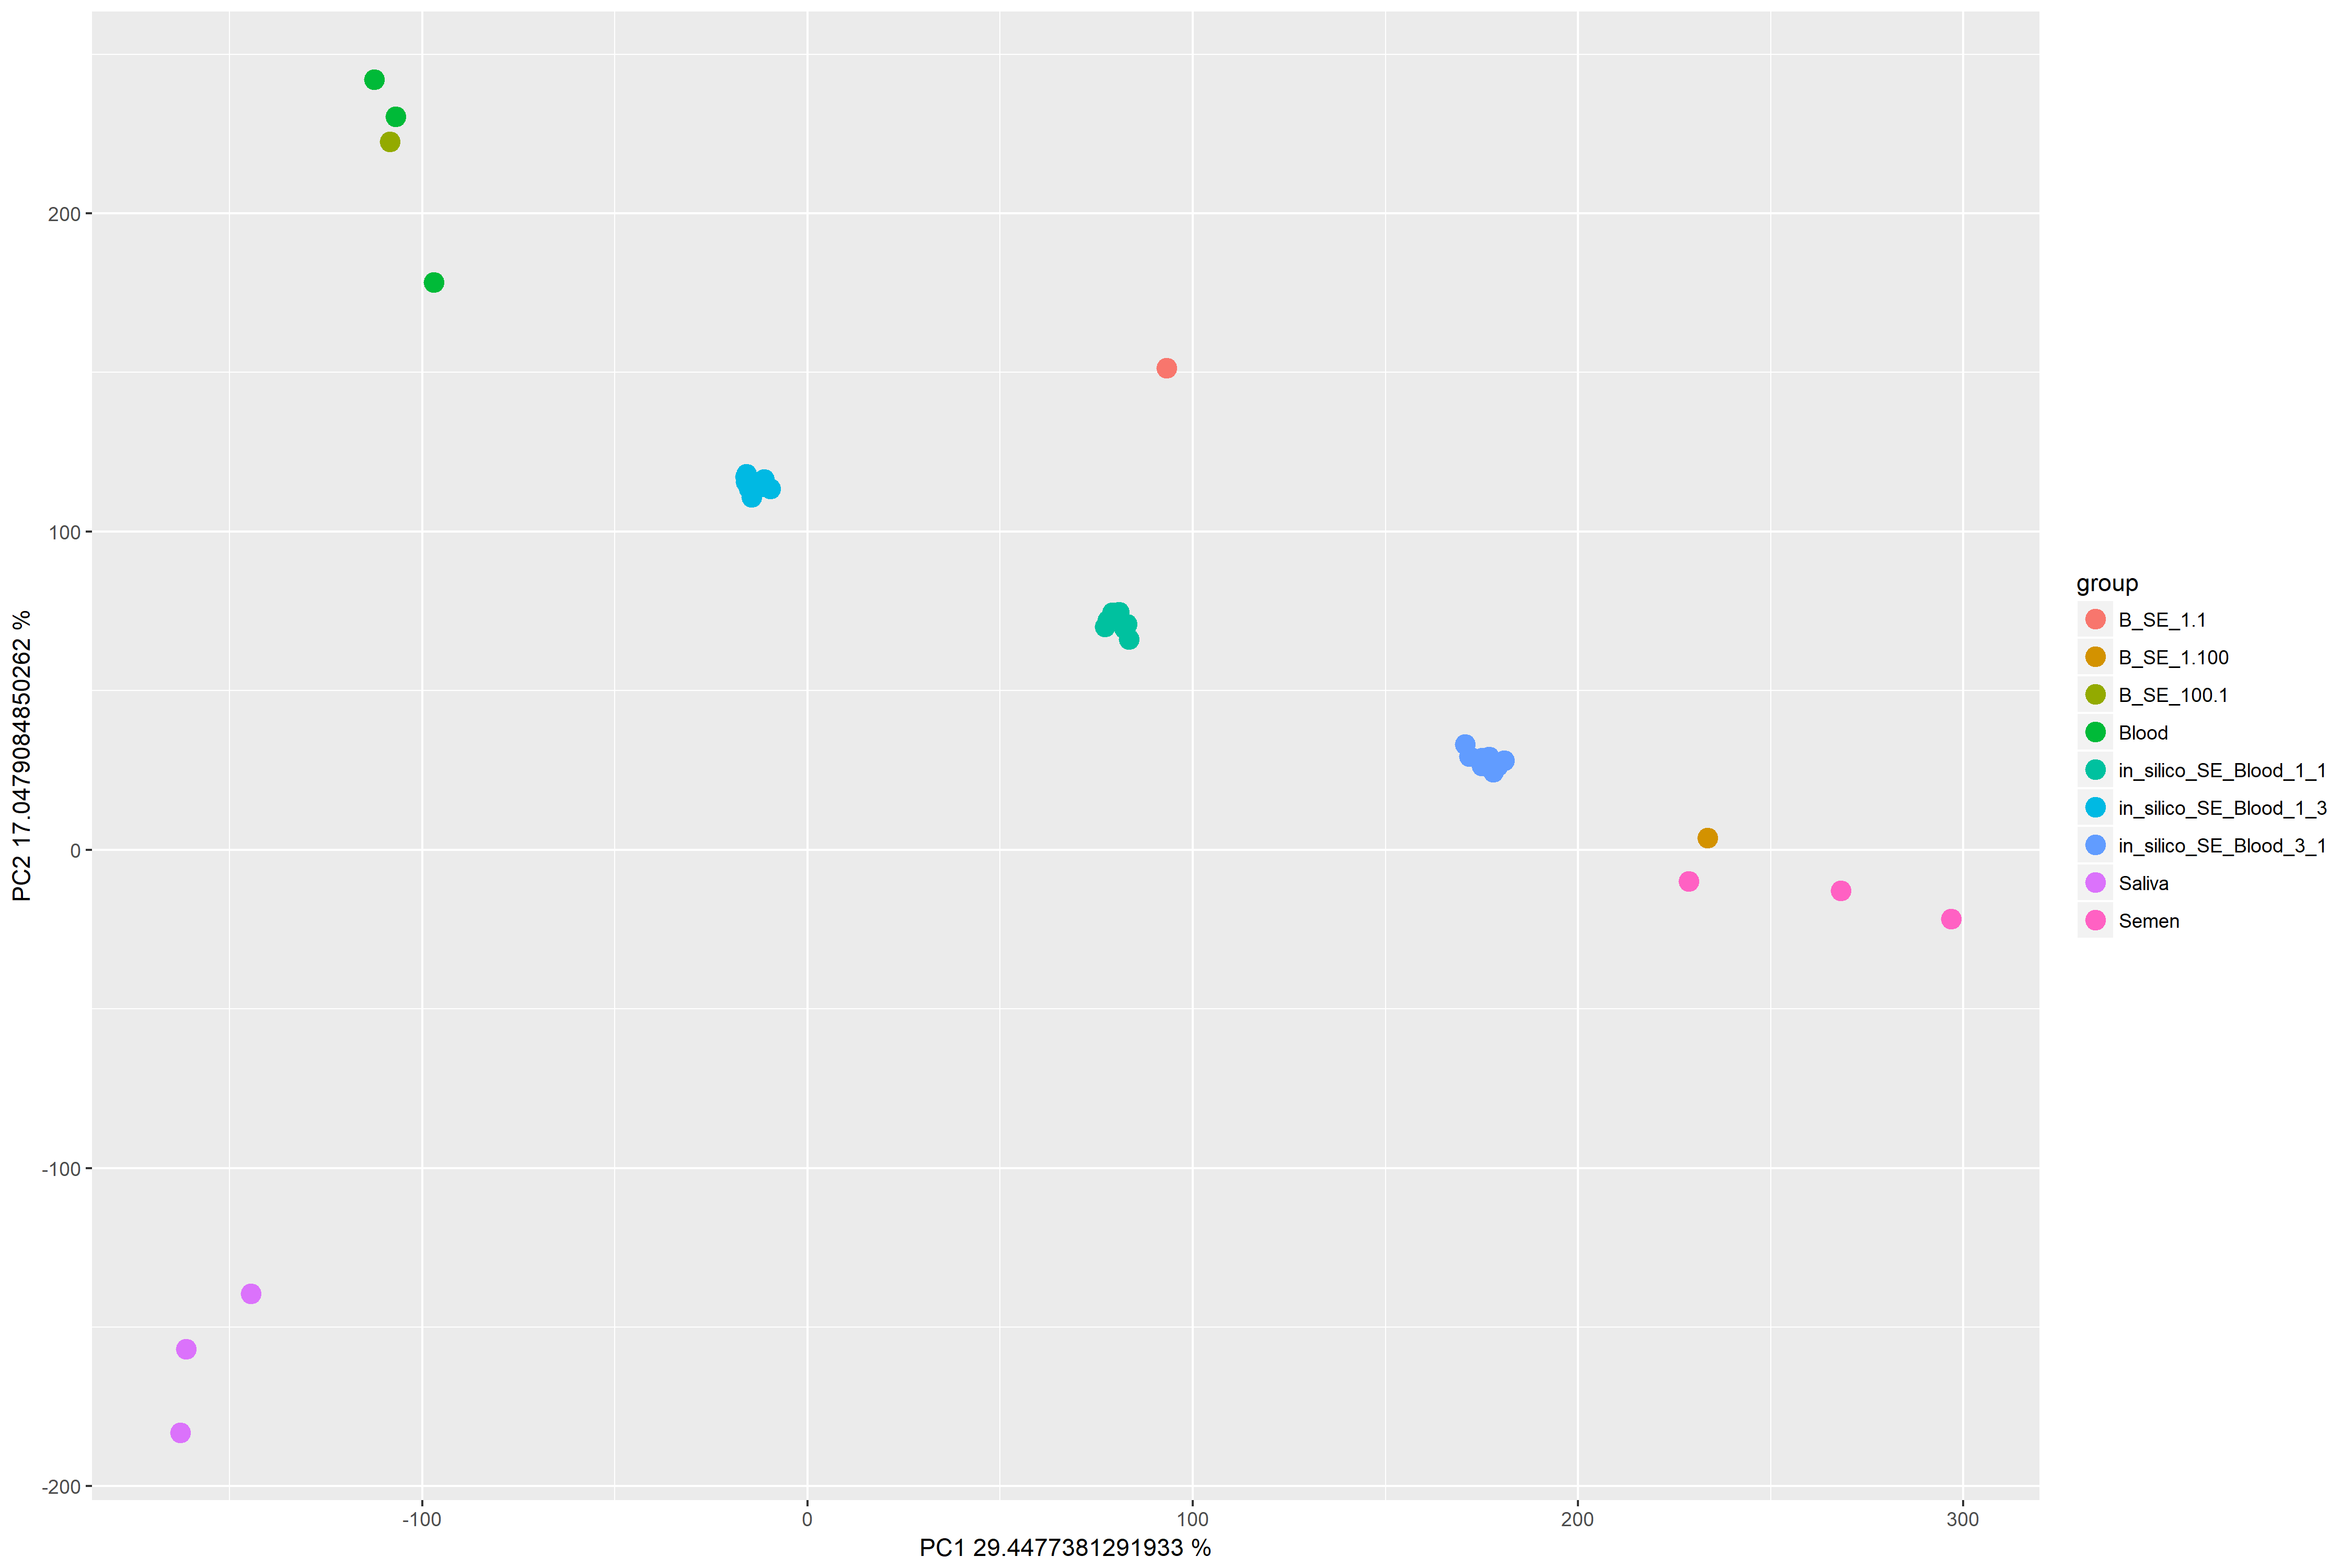 200
100
0
-100
-200
PC2 17.0479084850262 %
-100
0
100
200
300
PC1 29.4477381291933 %
group
B_SE_1.1
B_SE_1.100
B_SE_100.1
Blood
in_silico_SE_Blood_1_1
in_silico_SE_Blood_1_3
in_silico_SE_Blood_3_1
Saliva
Semen